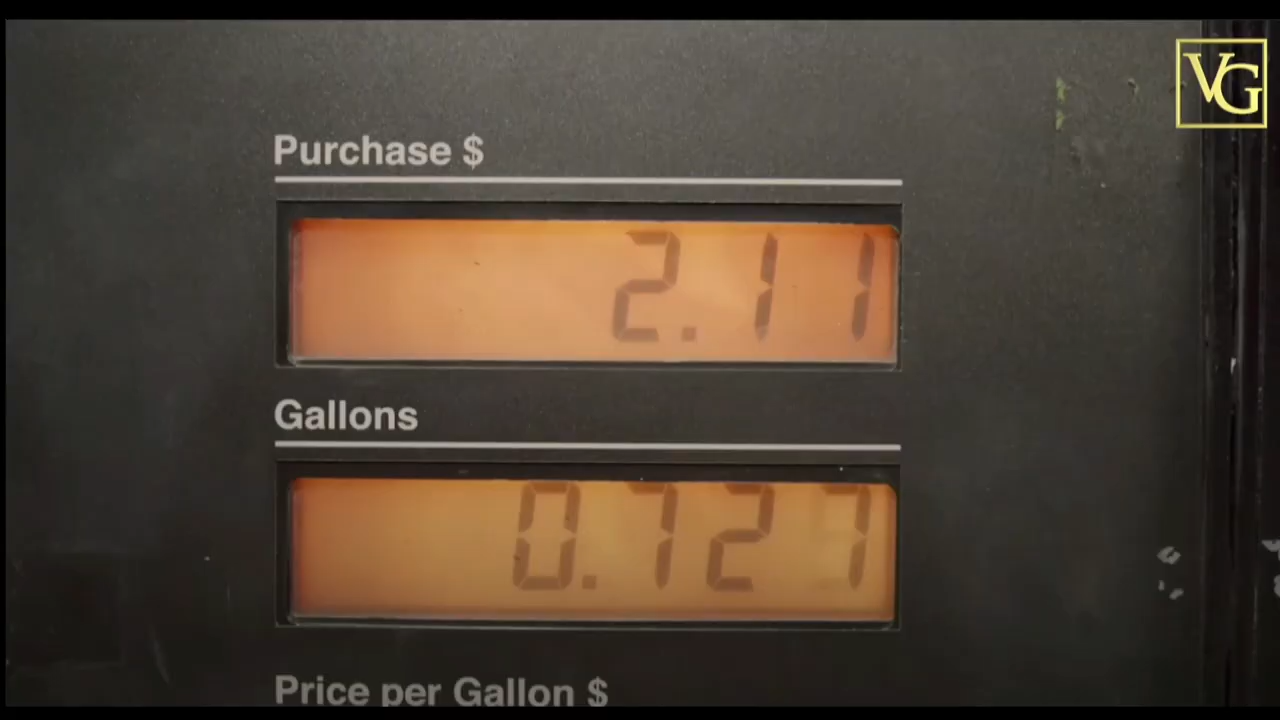 VG
Purchase $
2.11
Gallons
0.727
Price per Gallon $